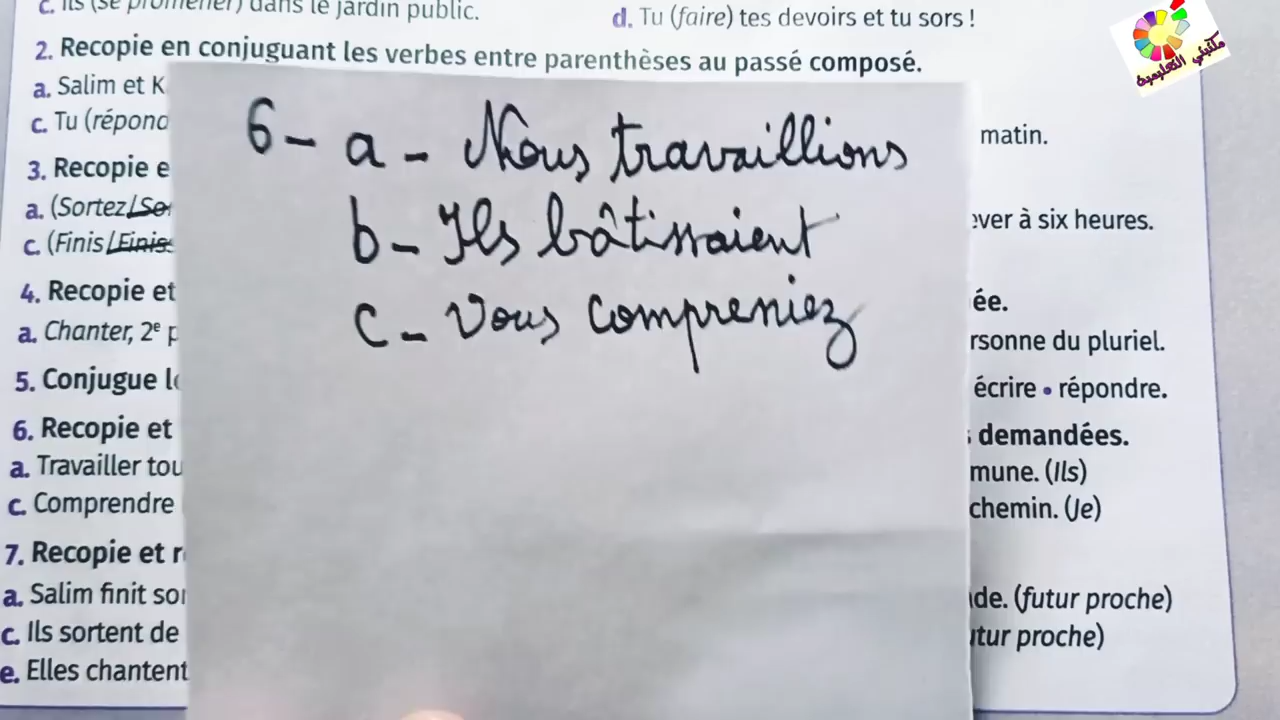 c. Ils (se promener) dans le jardin public.
d. Tu (faire) tes devoirs et tu sors !
2. Recopie en conjuguant les verbes entre parenthèses au passé composé.
a. Salim et K
c. Tu (répond
matin.
3. Recopie e
a. (Sortez/So
ever à six heures.
c. (Finis/Finis
4. Recopie et
ée.
a. Chanter, 2e p
rsonne du pluriel.
5. Conjugue l
écrire • répondre.
6. Recopie et
s demandées.
a. Travailler tou
mune. (Ils)
c. Comprendre
chemin. (Je)
7. Recopie et r
a. Salim finit so
de. (futur proche)
c. Ils sortent de
utur proche)
e. Elles chantent
6- a - Nous travaillions
b - Ils bâtissaient
c - Vous compreniez
مكتبتي التعليمية